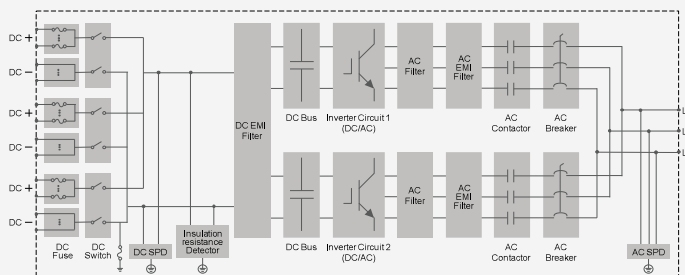 DC +
DC −
DC +
DC −
DC +
DC −
DC
Fuse
DC
Switch
DC SPD
Insulation
resistance
Detector
DC EMI
Filter
DC Bus
Inverter Circuit 1
(DC/AC)
AC
Filter
AC
EMI
Filter
AC
Contactor
AC
Breaker
DC Bus
Inverter Circuit 2
(DC/AC)
AC
Filter
AC
EMI
Filter
AC
Contactor
AC
Breaker
AC SPD